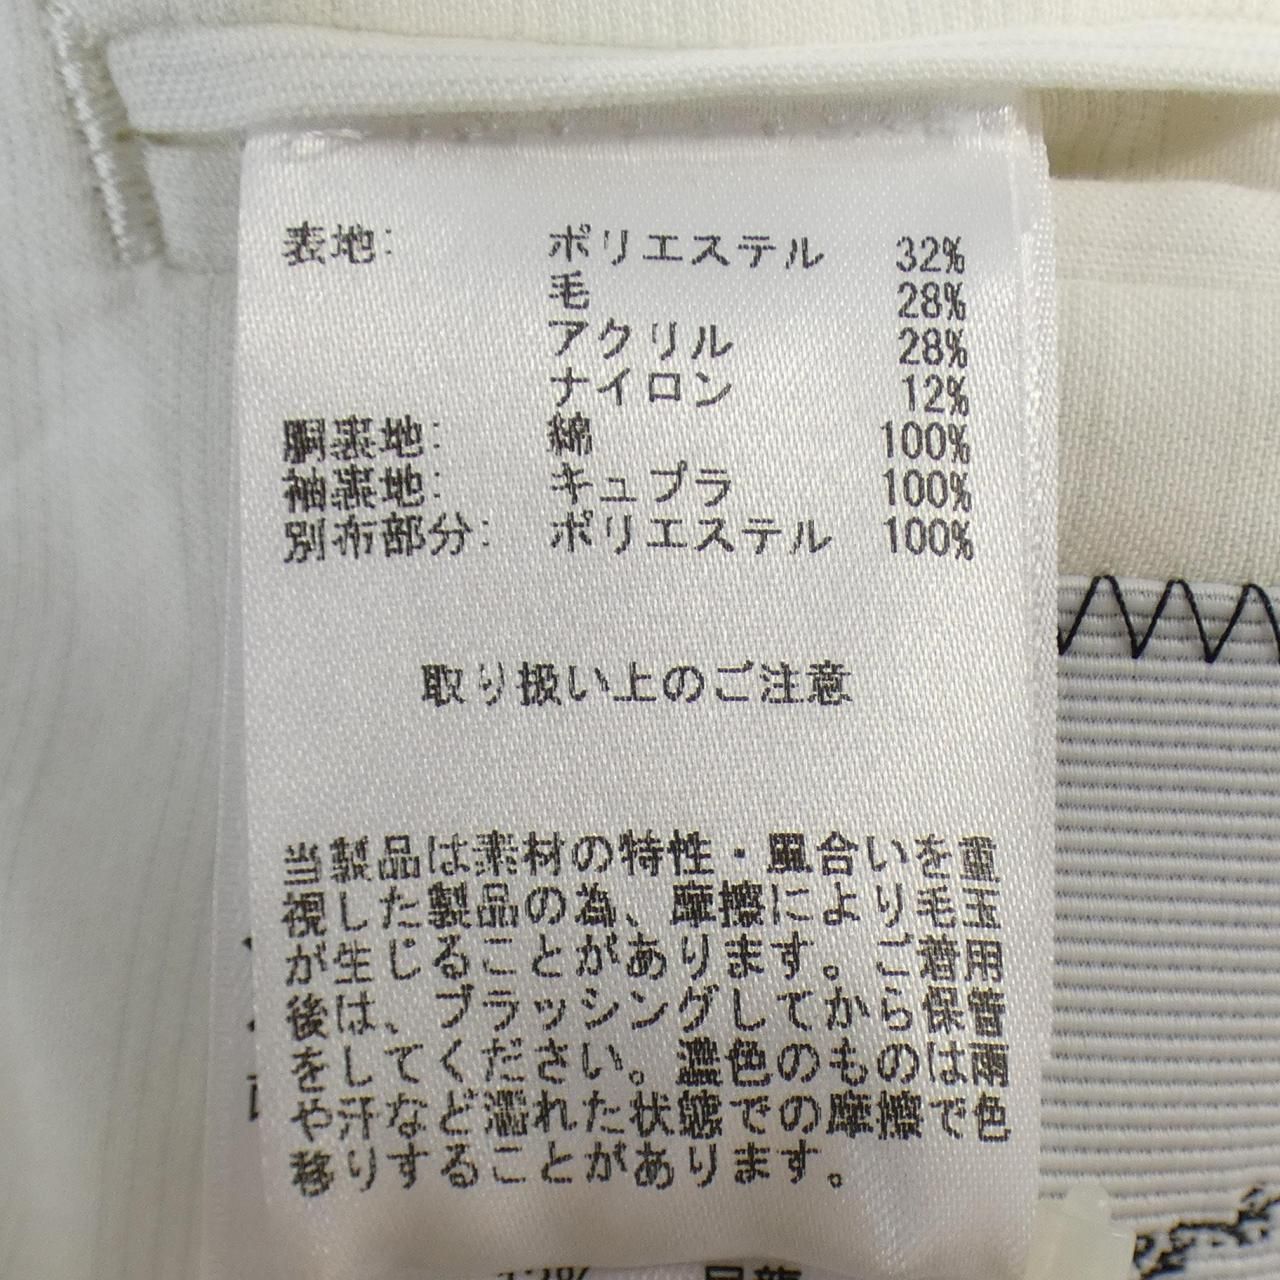 表地: ポリエステル 32%
毛 28%
アクリル 28%
ナイロン 12%
胴裏地: 綿 100%
袖裏地: キュプラ 100%
別布部分: ポリエステル 100%
取り扱い上のご注意
当製品は素材の特性・風合いを重
視した製品の為、摩擦により毛玉
が生じることがあります。ご着用
後は、ブラッシングしてから保管
をしてください。濃色のものは雨
や汗など濡れた状態での摩擦で色
移りすることがあります。